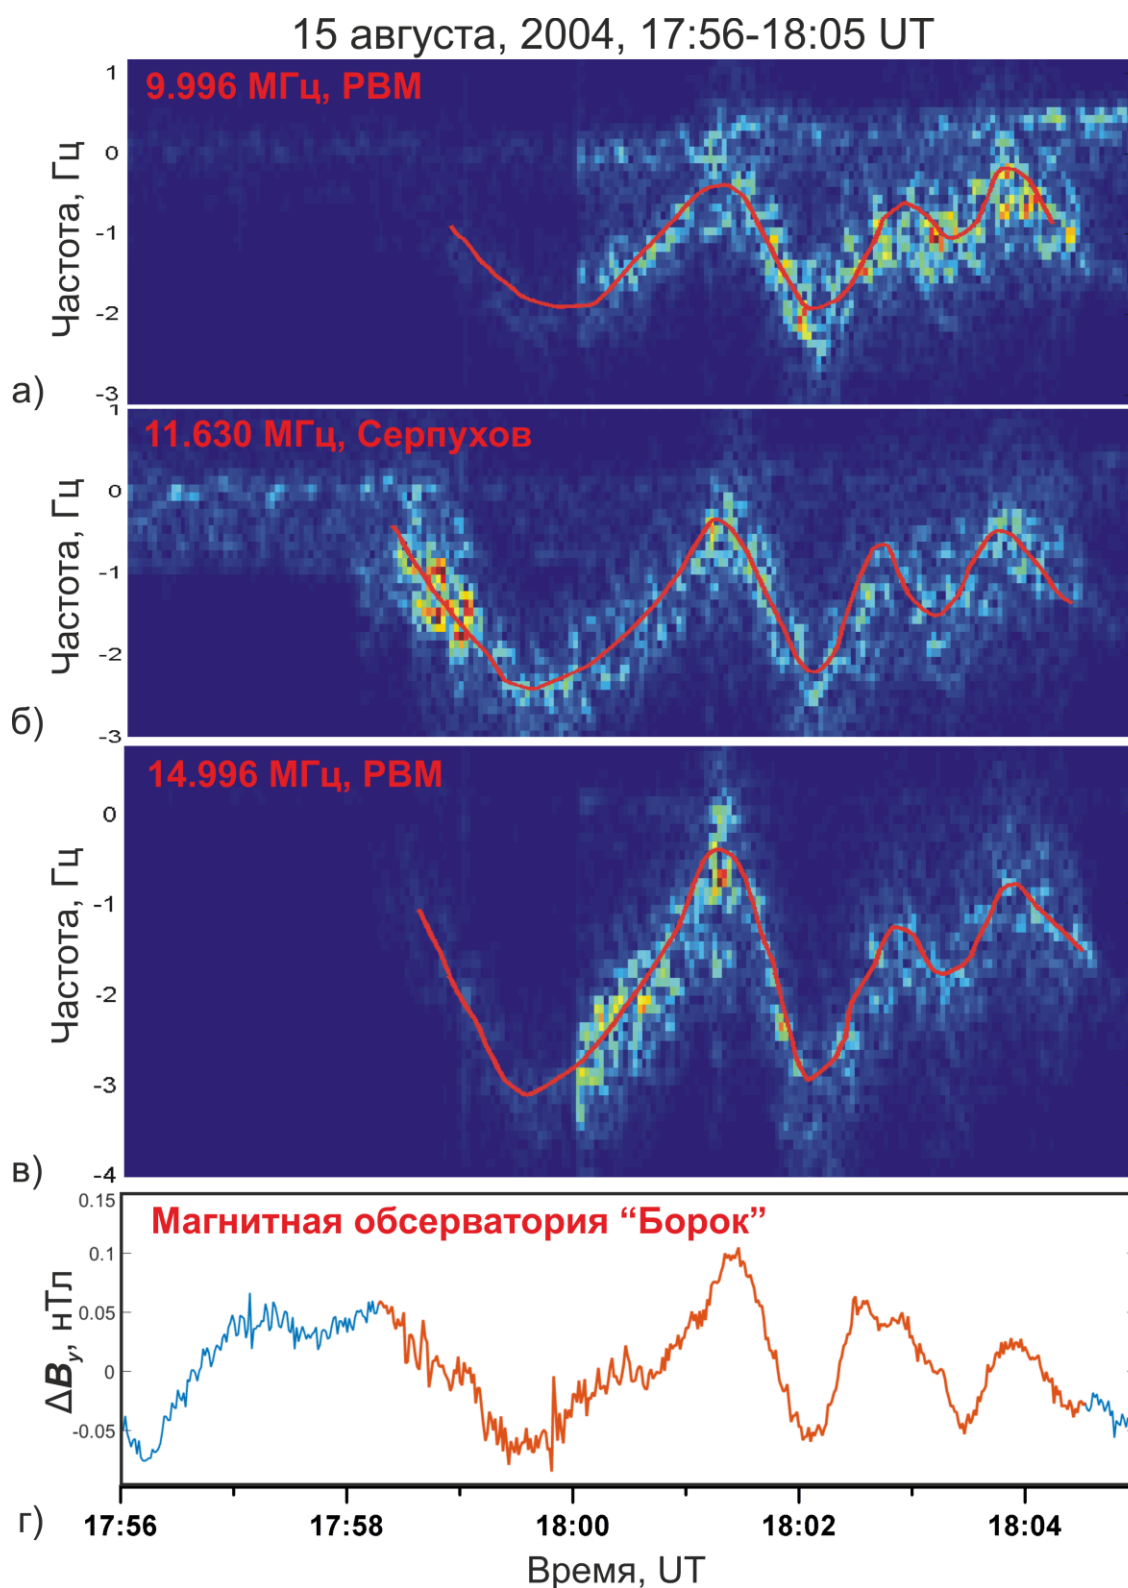 15 августа, 2004, 17:56-18:05 UT
9.996 МГц, РВМ
1
0
-1
-2
-3
Частота, Гц
а)
11.630 МГц, Серпухов
1
0
-1
-2
-3
Частота, Гц
б)
14.996 МГц, РВМ
0
-1
-2
-3
-4
Частота, Гц
в)
Магнитная обсерватория “Борок”
0.15
0.1
0.05
0
-0.05
ΔBy, нТл
г)
17:56 17:58 18:00 18:02 18:04
Время, UT